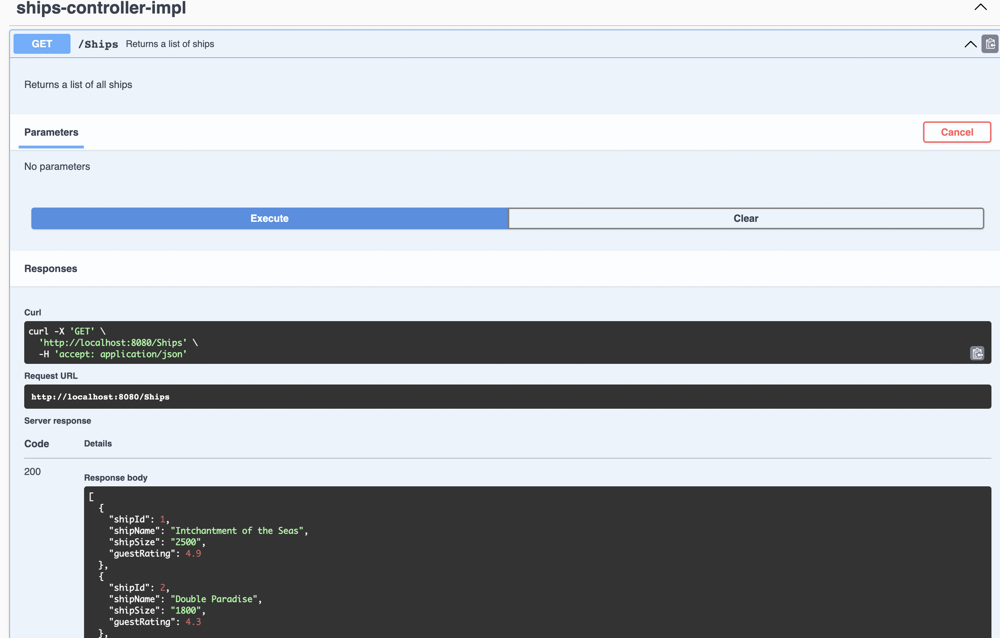 ships-controller-impl
GET /Ships Returns a list of ships
Returns a list of all ships
Parameters
Cancel
No parameters
Execute
Clear
Responses
Curl
curl -X 'GET' \
  'http://localhost:8080/Ships' \
  -H 'accept: application/json'
Request URL
http://localhost:8080/Ships
Server response
Code Details
200
Response body
[
  {
    "shipId": 1,
    "shipName": "Intchantment of the Seas",
    "shipSize": "2500",
    "guestRating": 4.9
  },
  {
    "shipId": 2,
    "shipName": "Double Paradise",
    "shipSize": "1800",
    "guestRating": 4.3
  },